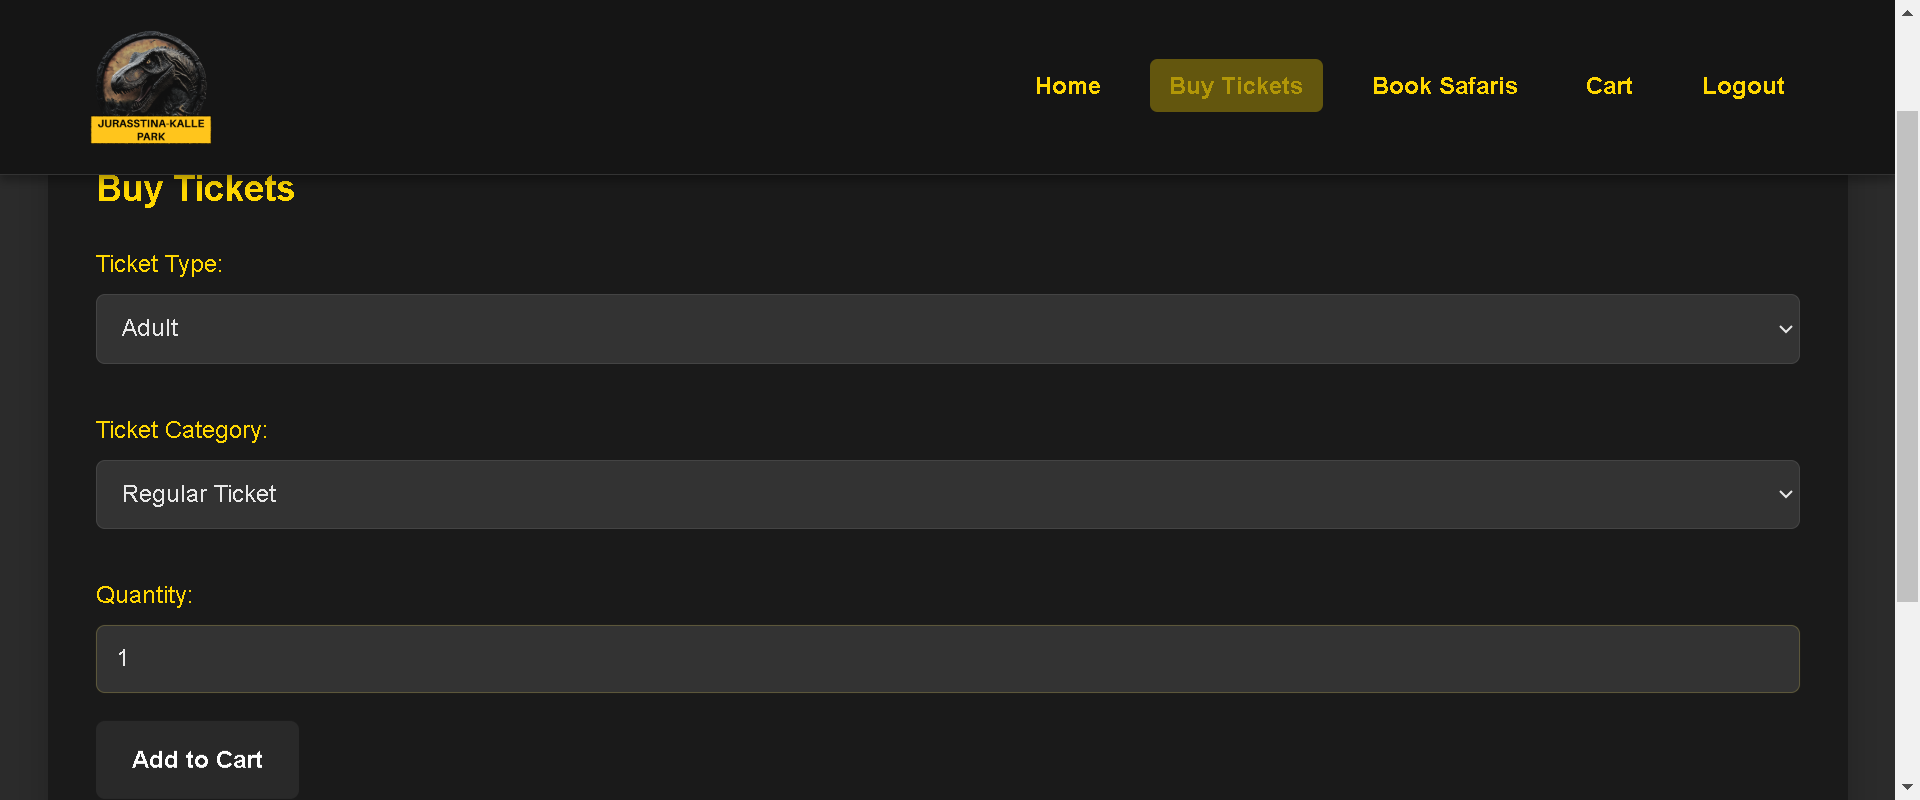 JURASSTINA-KALLE
PARK
Home
Buy Tickets
Book Safaris
Cart
Logout
Buy Tickets
Ticket Type:
Adult
Ticket Category:
Regular Ticket
Quantity:
1
Add to Cart